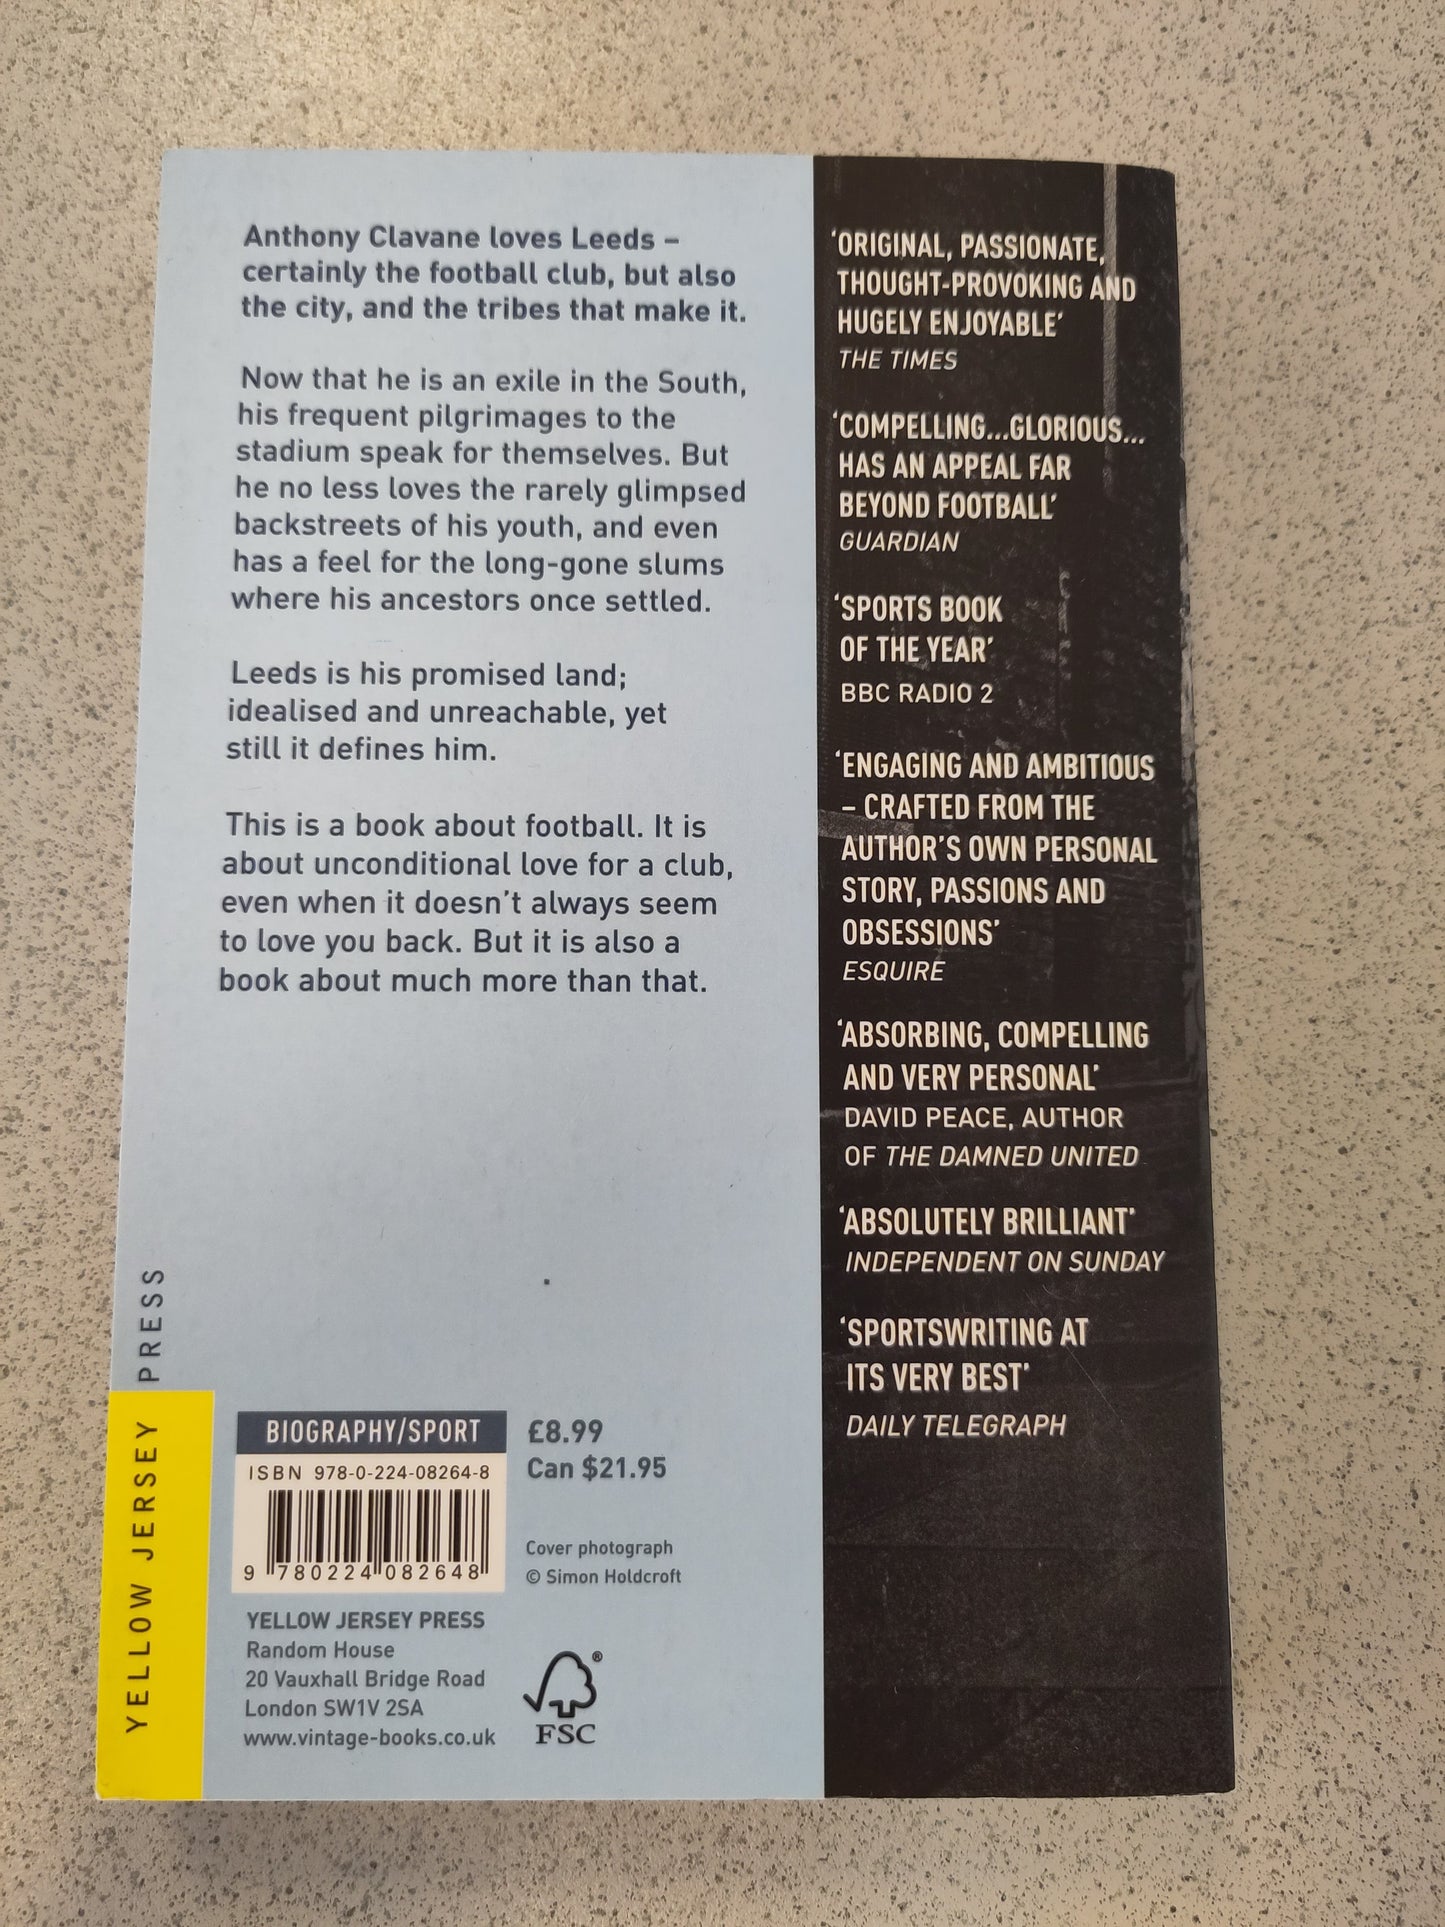 Anthony Clavane loves Leeds –
certainly the football club, but also
the city, and the tribes that make it.
Now that he is an exile in the South,
his frequent pilgrimages to the
stadium speak for themselves. But
he no less loves the rarely glimpsed
backstreets of his youth, and even
has a feel for the long-gone slums
where his ancestors once settled.
Leeds is his promised land;
idealised and unreachable, yet
still it defines him.
This is a book about football. It is
about unconditional love for a club,
even when it doesn't always seem
to love you back. But it is also a
book about much more than that.
'ORIGINAL, PASSIONATE,
THOUGHT-PROVOKING AND
HUGELY ENJOYABLE'
THE TIMES
'COMPELLING...GLORIOUS...
HAS AN APPEAL FAR
BEYOND FOOTBALL'
GUARDIAN
'SPORTS BOOK
OF THE YEAR'
BBC RADIO 2
'ENGAGING AND AMBITIOUS
– CRAFTED FROM THE
AUTHOR'S OWN PERSONAL
STORY, PASSIONS AND
OBSESSIONS'
ESQUIRE
'ABSORBING, COMPELLING
AND VERY PERSONAL'
DAVID PEACE, AUTHOR
OF THE DAMNED UNITED
'ABSOLUTELY BRILLIANT'
INDEPENDENT ON SUNDAY
'SPORTSWRITING AT
ITS VERY BEST'
DAILY TELEGRAPH
YELLOW JERSEY PRESS
BIOGRAPHY/SPORT
ISBN 978-0-224-08264-8
9 780224 082648
£8.99
Can $21.95
Cover photograph
© Simon Holdcroft
YELLOW JERSEY PRESS
Random House
20 Vauxhall Bridge Road
London SW1V 2SA
www.vintage-books.co.uk
®
FSC